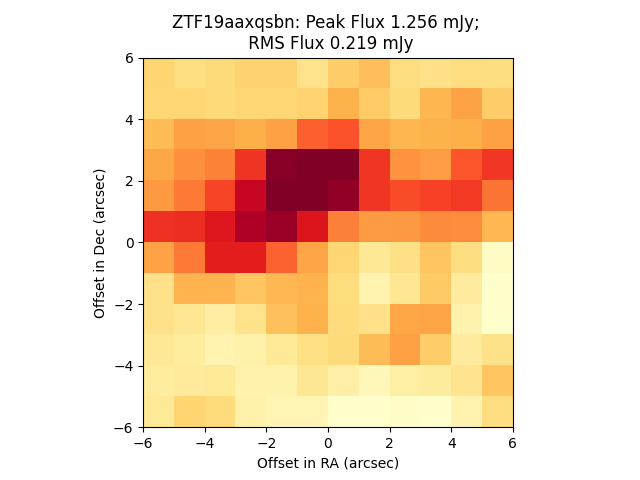 ZTF19aaxqsbn: Peak Flux 1.256 mJy;
RMS Flux 0.219 mJy
6
4
2
0
−2
−4
−6
Offset in Dec (arcsec)
−6 −4 −2 0 2 4 6
Offset in RA (arcsec)